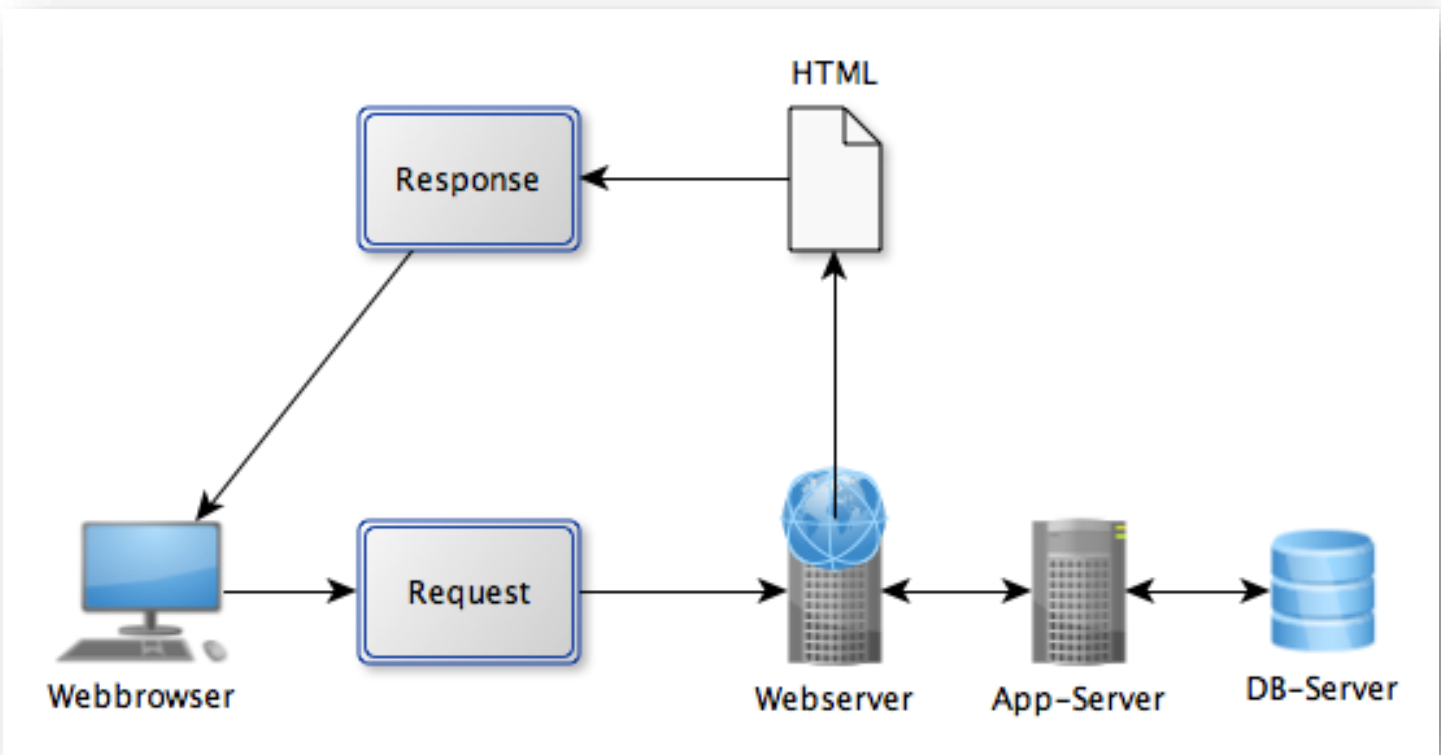 HTML
Response
Request
Webbrowser
Webserver
App-Server
DB-Server